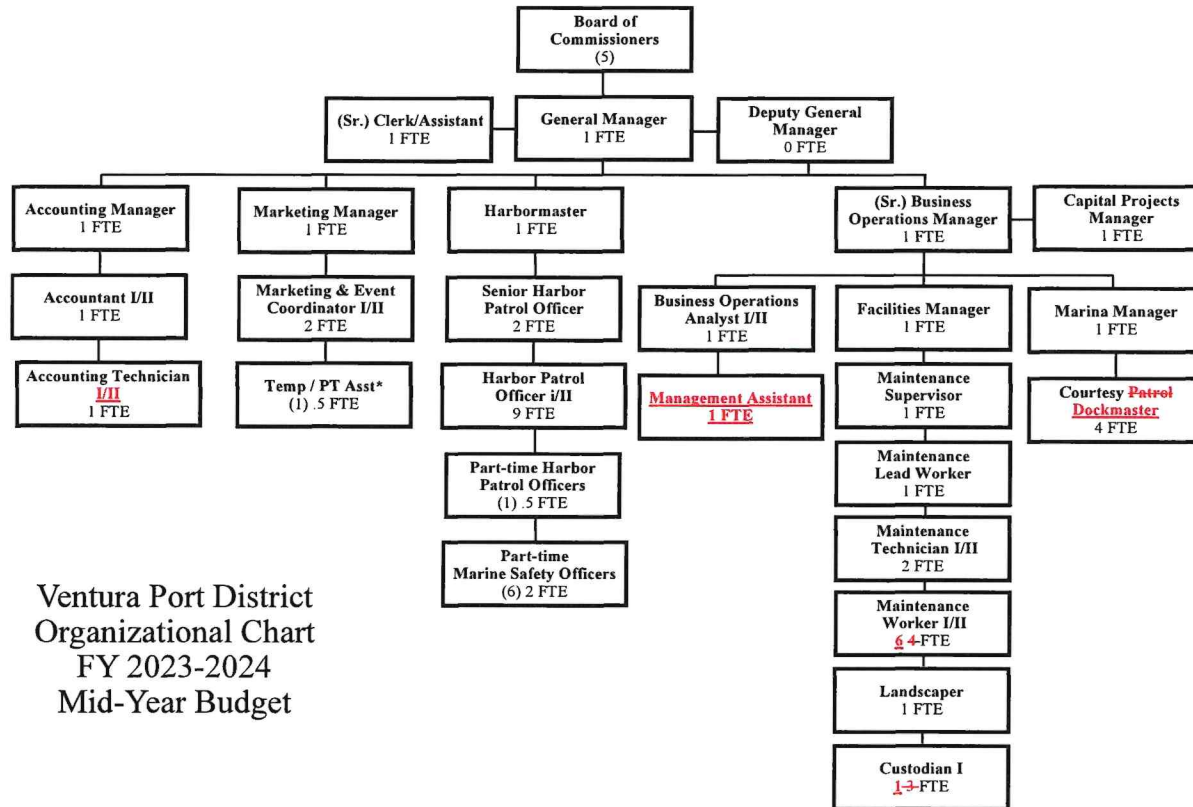 Board of
Commissioners
(5)
(Sr.) Clerk/Assistant
1 FTE
General Manager
1 FTE
Deputy General
Manager
0 FTE
Accounting Manager
1 FTE
Marketing Manager
1 FTE
Harbormaster
1 FTE
(Sr.) Business
Operations Manager
1 FTE
Capital Projects
Manager
1 FTE
Accountant I/II
1 FTE
Marketing & Event
Coordinator I/II
2 FTE
Senior Harbor
Patrol Officer
2 FTE
Business Operations
Analyst I/II
1 FTE
Facilities Manager
1 FTE
Marina Manager
1 FTE
Accounting Technician
I/II
1 FTE
Temp / PT Asst*
(1) .5 FTE
Harbor Patrol
Officer i/II
9 FTE
Management Assistant
1 FTE
Maintenance
Supervisor
1 FTE
Courtesy Patrol
Dockmaster
4 FTE
Part-time Harbor
Patrol Officers
(1) .5 FTE
Maintenance
Lead Worker
1 FTE
Part-time
Marine Safety Officers
(6) 2 FTE
Maintenance
Technician I/II
2 FTE
Maintenance
Worker I/II
6 4 FTE
Landscaper
1 FTE
Custodian I
1 3 FTE
Ventura Port District
Organizational Chart
FY 2023-2024
Mid-Year Budget